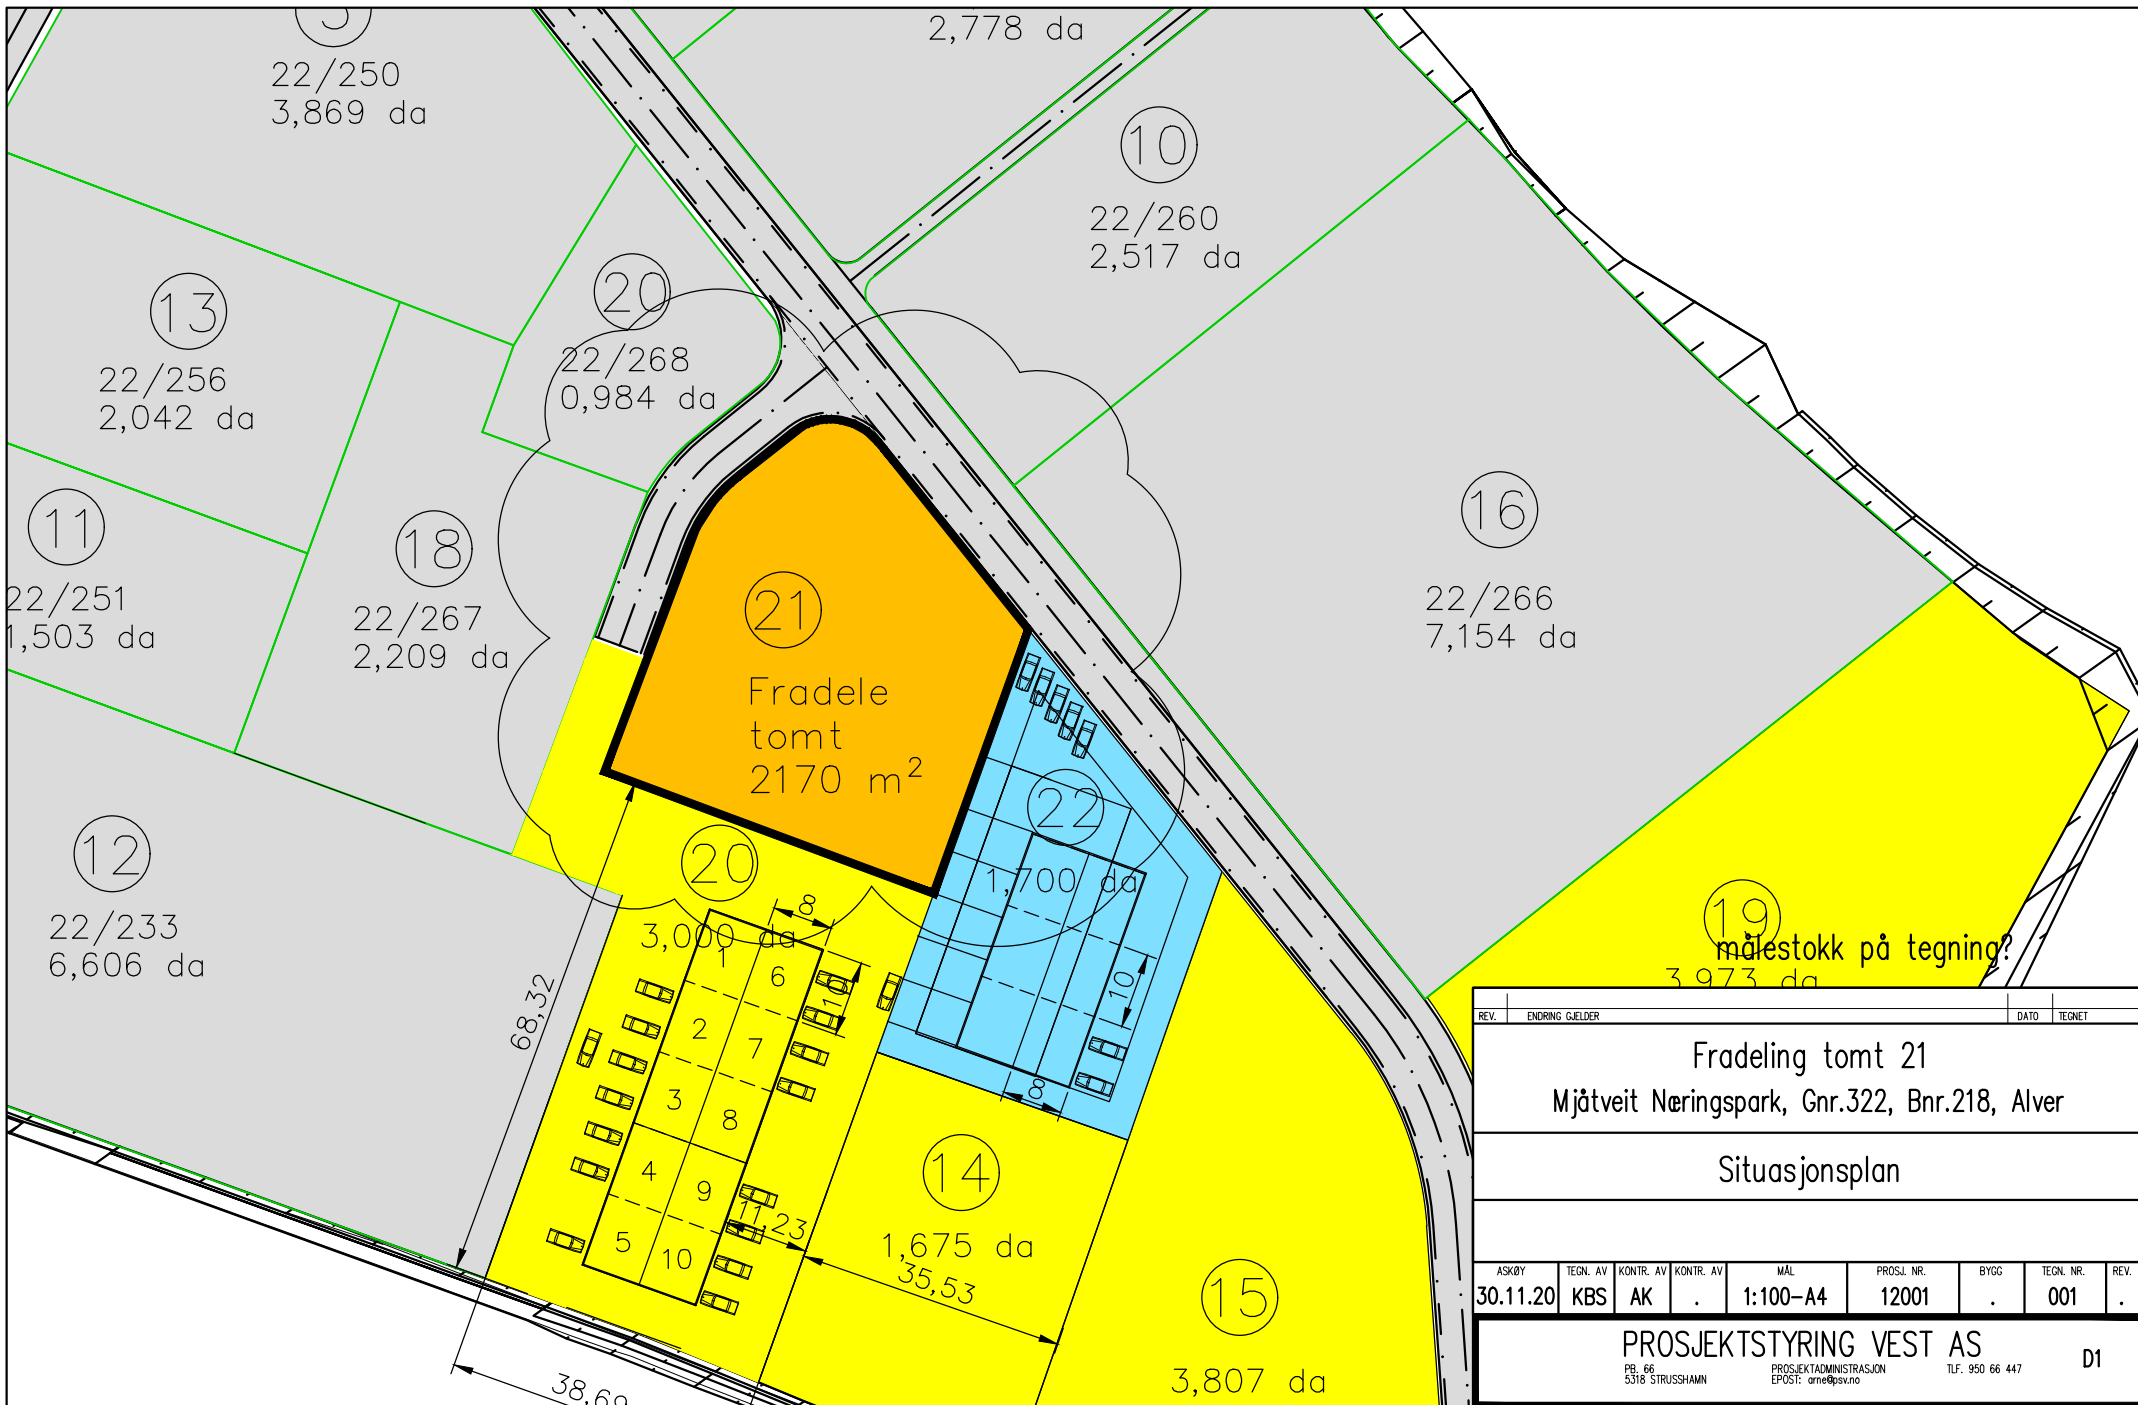 3
22/250
3,869 da
2,778 da
10
22/260
2,517 da
13
22/256
2,042 da
20
22/268
0,984 da
11
22/251
1,503 da
18
22/267
2,209 da
16
22/266
7,154 da
21
Fradele
tomt
2170 m²
22
1,700 da
10
8
12
22/233
6,606 da
20
3,000 da
8
10
1
2
3
4
5
6
7
8
9
10
68,32
11,23
35,53
38,69
14
1,675 da
15
3,807 da
19
målestokk på tegning?
3,973 da
REV. ENDRING GJELDER DATO TEGNET
Fradeling tomt 21
Mjåtveit Næringspark, Gnr.322, Bnr.218, Alver
Situasjonsplan
ASKØY TEGN. AV KONTR. AV KONTR. AV MÅL PROSJ. NR. BYGG TEGN. NR. REV.
30.11.20 KBS AK . 1:100-A4 12001 . 001 .
PROSJEKTSTYRING VEST AS
D1
PB. 66 PROSJEKTADMINISTRASJON TLF. 950 66 447
5318 STRUSSHAMN EPOST: arne@psv.no